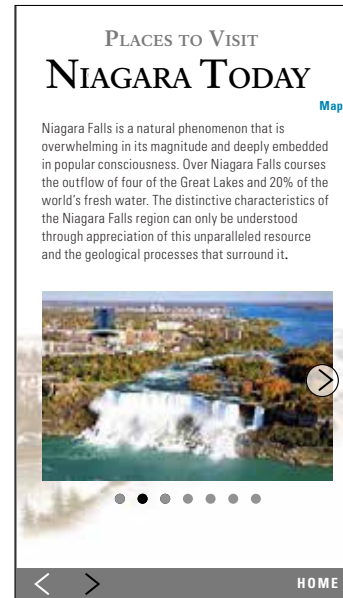 Places to Visit
Niagara Today
Map
Niagara Falls is a natural phenomenon that is
overwhelming in its magnitude and deeply embedded
in popular consciousness. Over Niagara Falls courses
the outflow of four of the Great Lakes and 20% of the
world's fresh water. The distinctive characteristics of
the Niagara Falls region can only be understood
through appreciation of this unparalleled resource
and the geological processes that surround it.
HOME